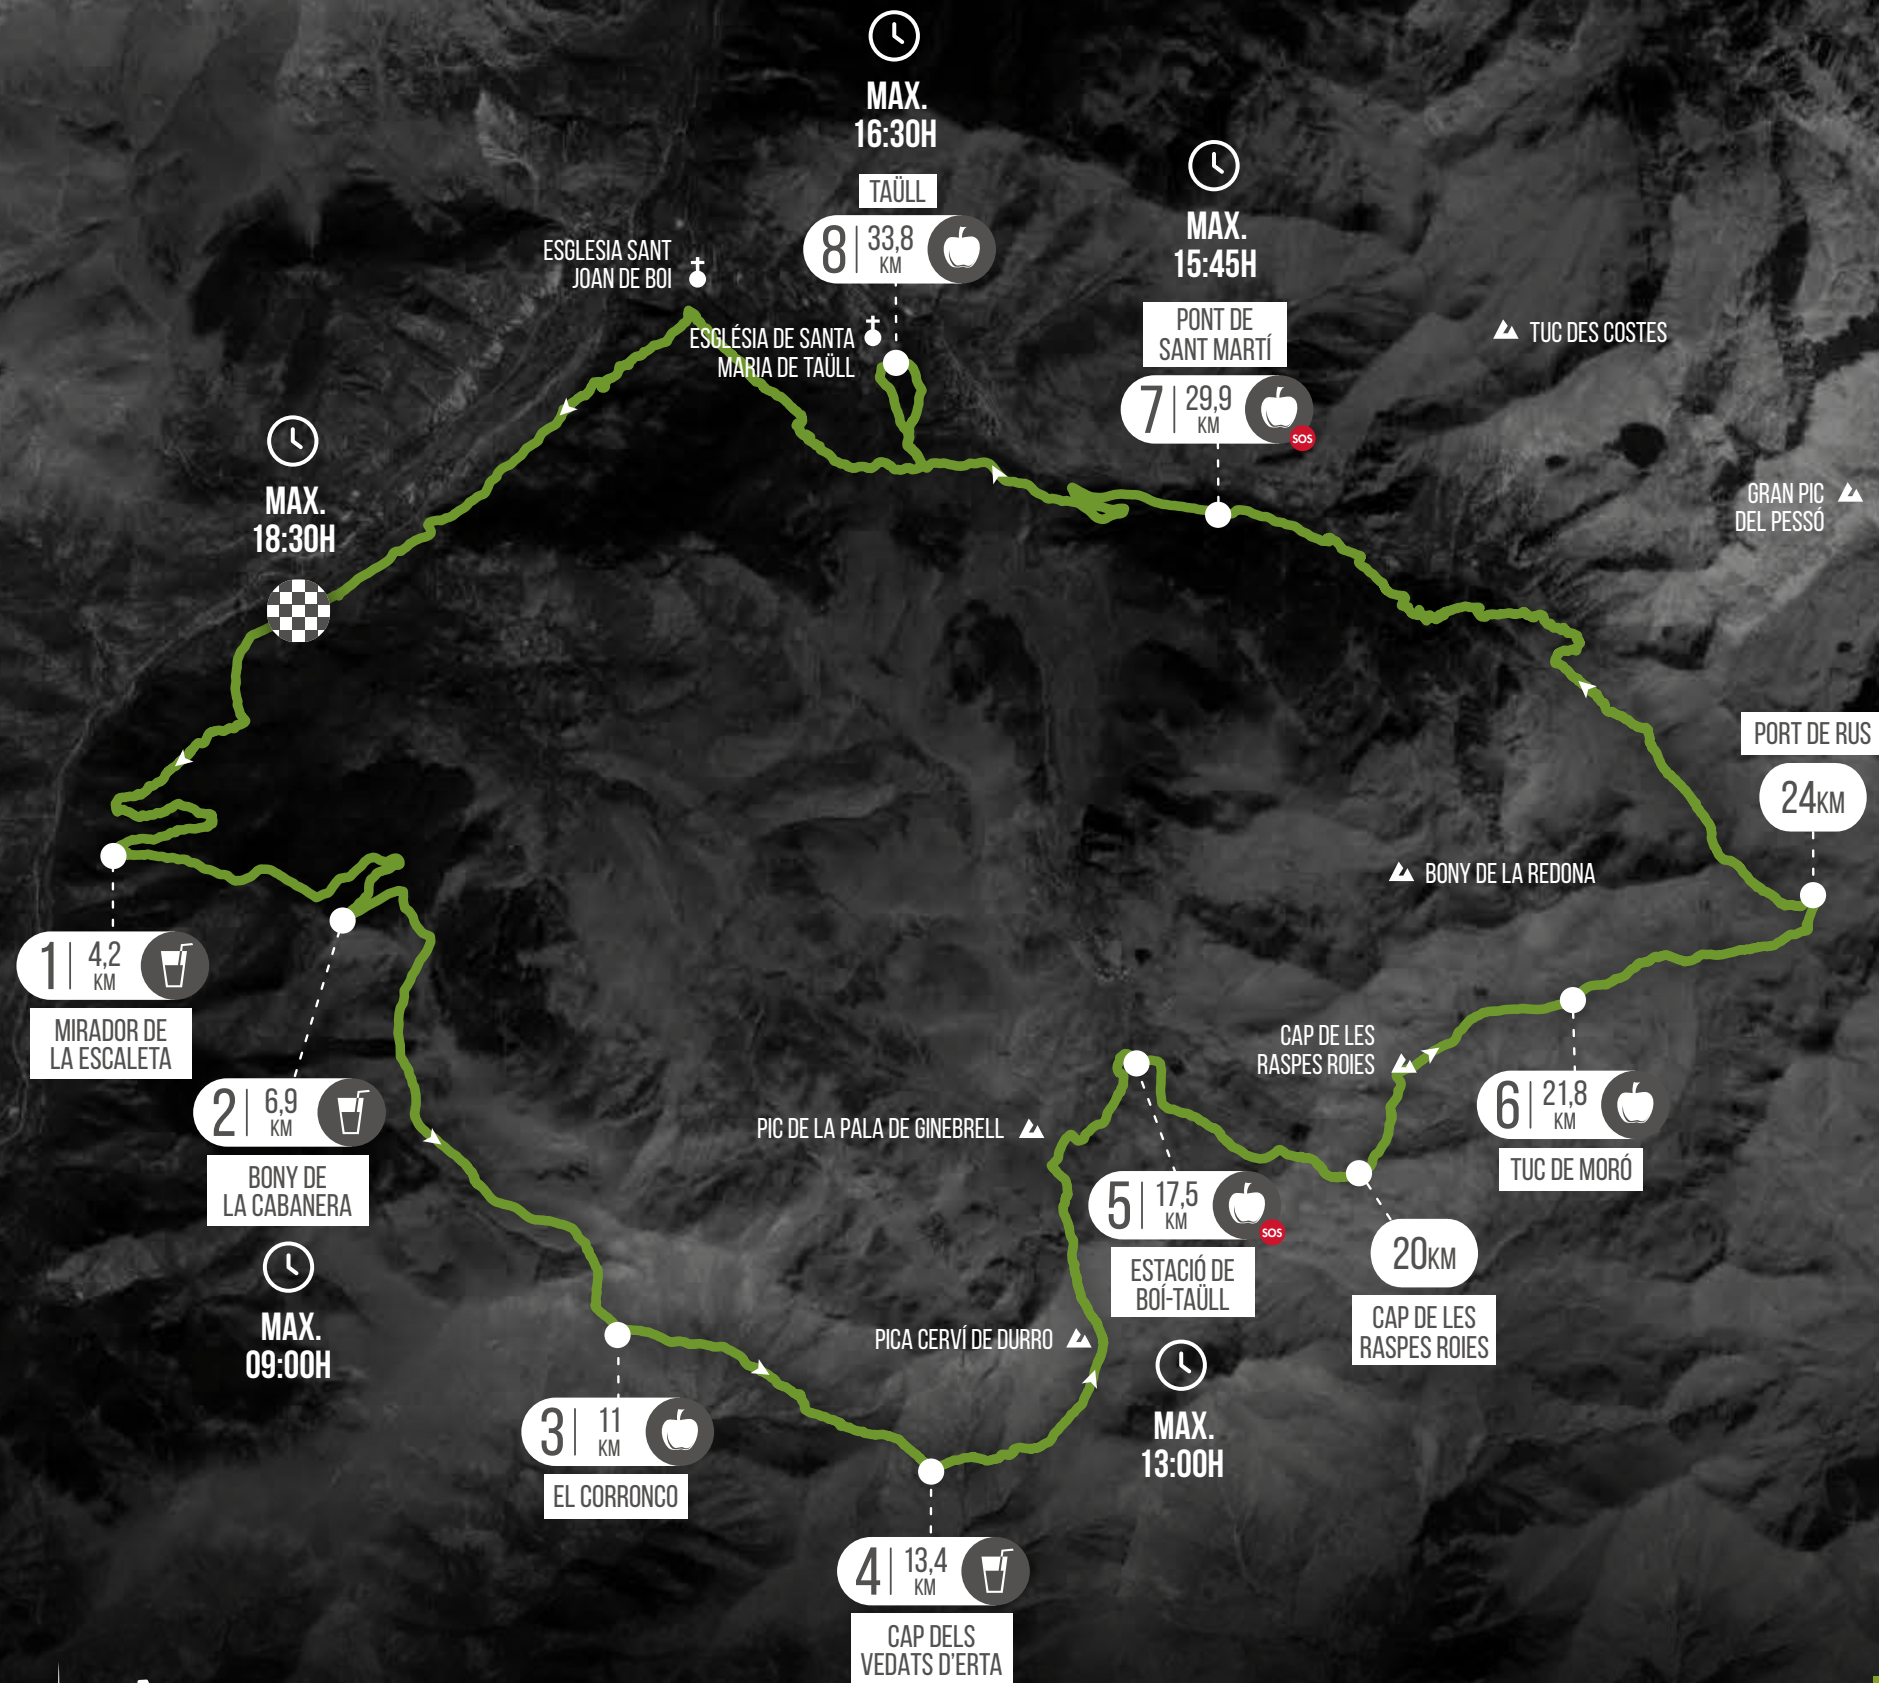 MAX.
16:30H
TAÜLL
8 33,8
KM
MAX.
15:45H
PONT DE
SANT MARTÍ
7 29,9
KM
SOS
ESGLESIA SANT
JOAN DE BOI
ESGLÉSIA DE SANTA
MARIA DE TAÜLL
TUC DES COSTES
GRAN PIC
DEL PESSÓ
MAX.
18:30H
PORT DE RUS
24KM
BONY DE LA REDONA
1 4,2
KM
MIRADOR DE
LA ESCALETA
2 6,9
KM
BONY DE
LA CABANERA
MAX.
09:00H
CAP DE LES
RASPES ROIES
PIC DE LA PALA DE GINEBRELL
6 21,8
KM
TUC DE MORÓ
5 17,5
KM
SOS
ESTACIÓ DE
BOÍ-TAÜLL
MAX.
13:00H
20KM
CAP DE LES
RASPES ROIES
PICA CERVÍ DE DURRO
3 11
KM
EL CORRONCO
4 13,4
KM
CAP DELS
VEDATS D'ERTA